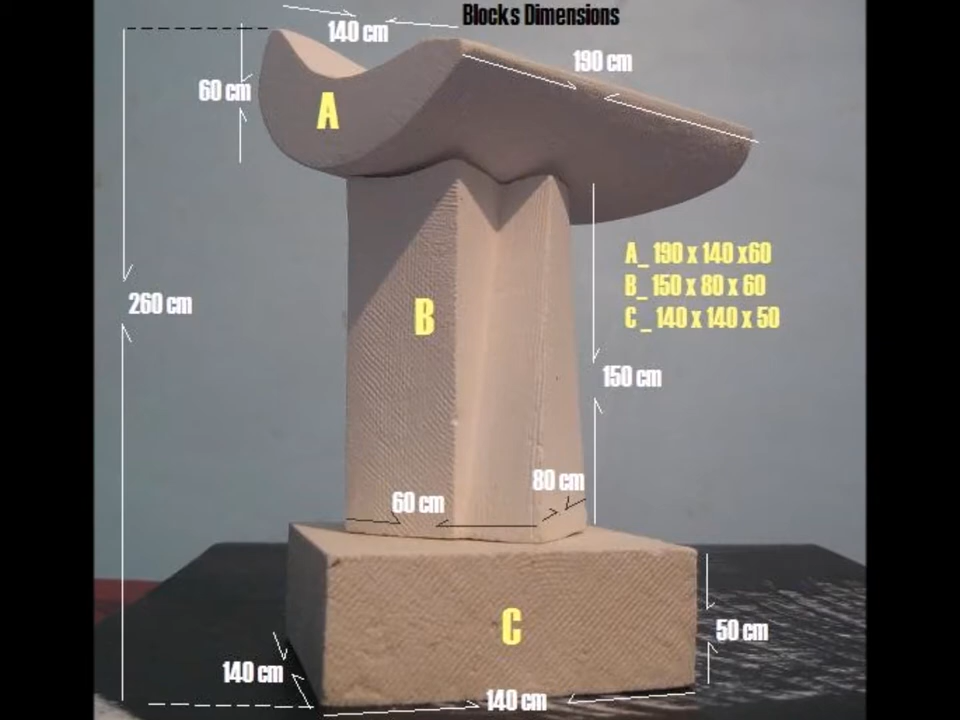 Blocks Dimensions
140 cm
190 cm
60 cm
A
A_ 190 x 140 x60
B_ 150 x 80 x 60
C _ 140 x 140 x 50
B
260 cm
150 cm
80 cm
60 cm
C
50 cm
140 cm
140 cm